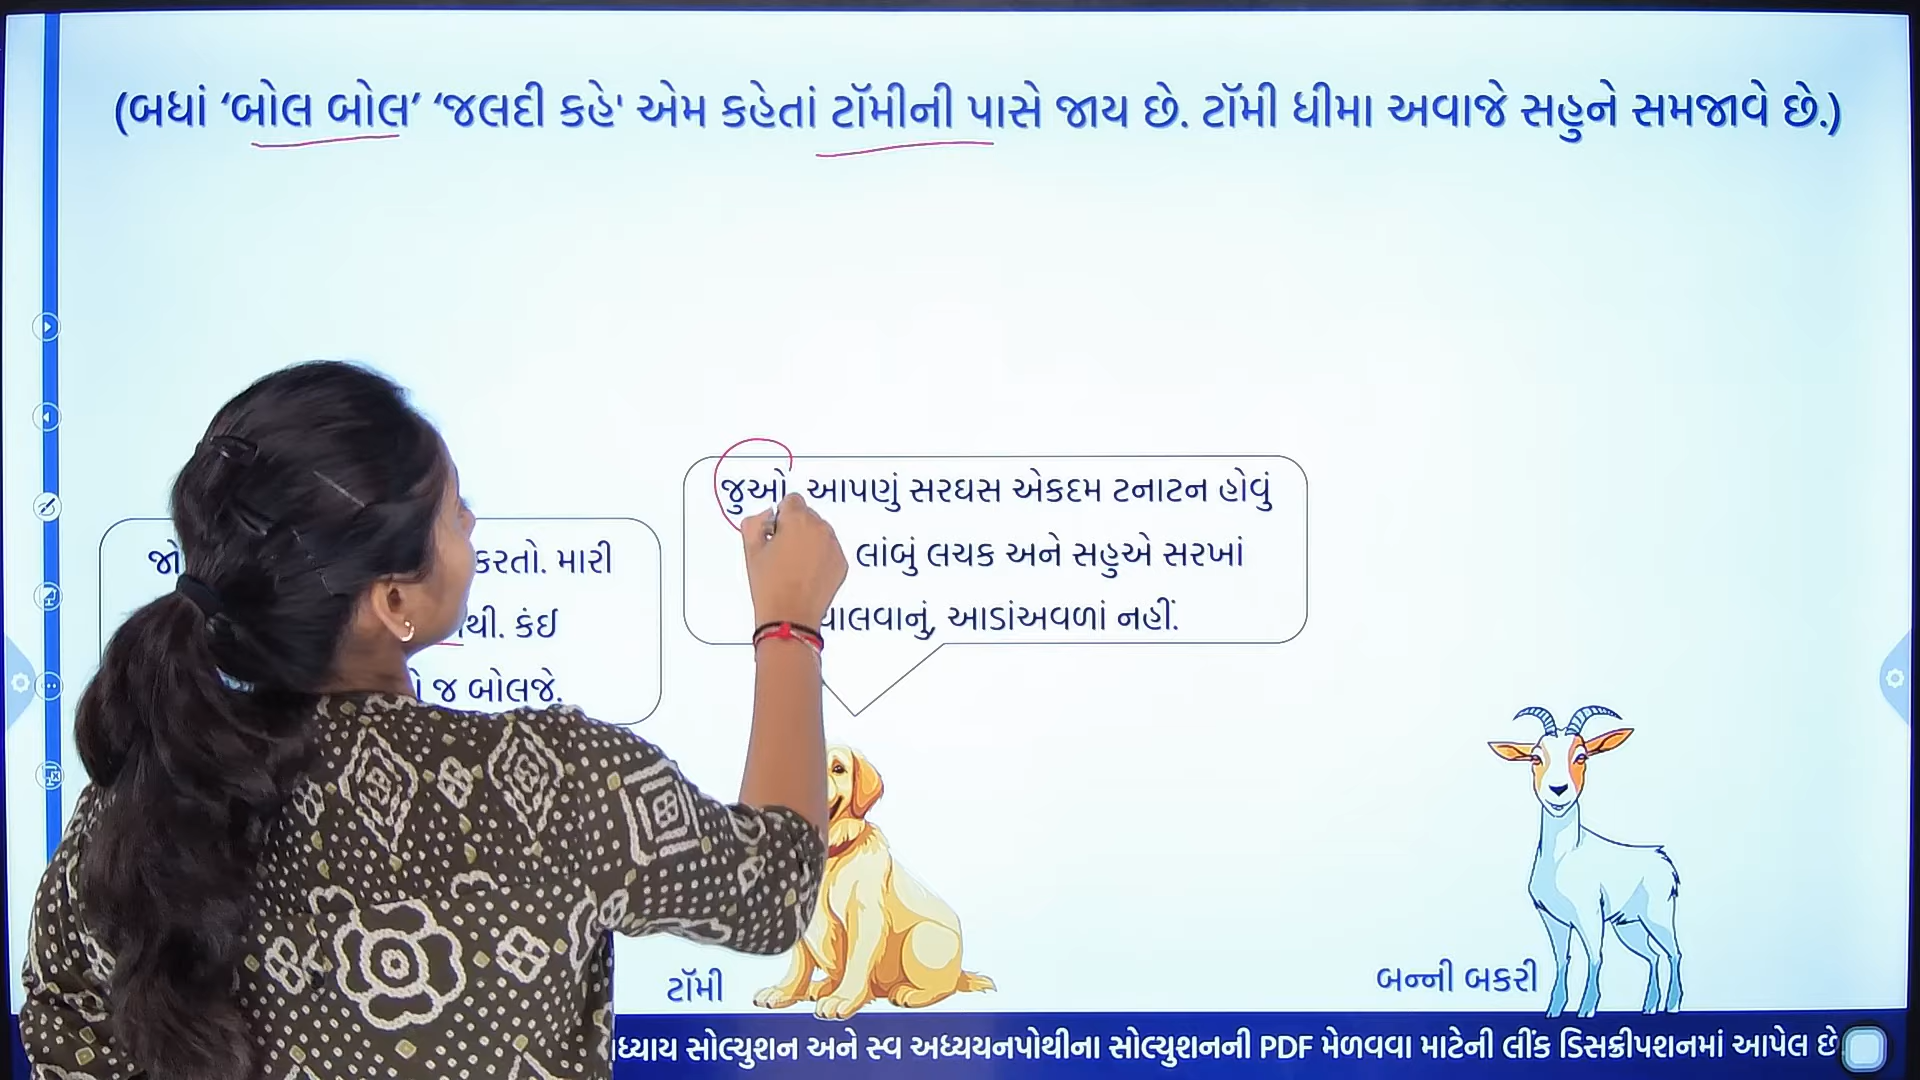 (બધાં ‘બોલ બોલ’ ‘જલદી કહે' એમ કહેતાં ટૉમીની પાસે જાય છે. ટૉમી ધીમા અવાજે સહુને સમજાવે છે.)
જુઓ, આપણું સરઘસ એકદમ ટનાટન હોવું
લાંબું લચક અને સહુએ સરખાં
ચાલવાનું, આડાંઅવળાં નહીં.
કરતો. મારી
કંઈ
જ બોલજે.
ટૉમી
બન્ની બકરી
સોલ્યુશન અને સ્વ અધ્યયનપોથીના સોલ્યુશનની PDF મેળવવા માટેની લીંક ડિસક્રીપશનમાં આપેલ છે